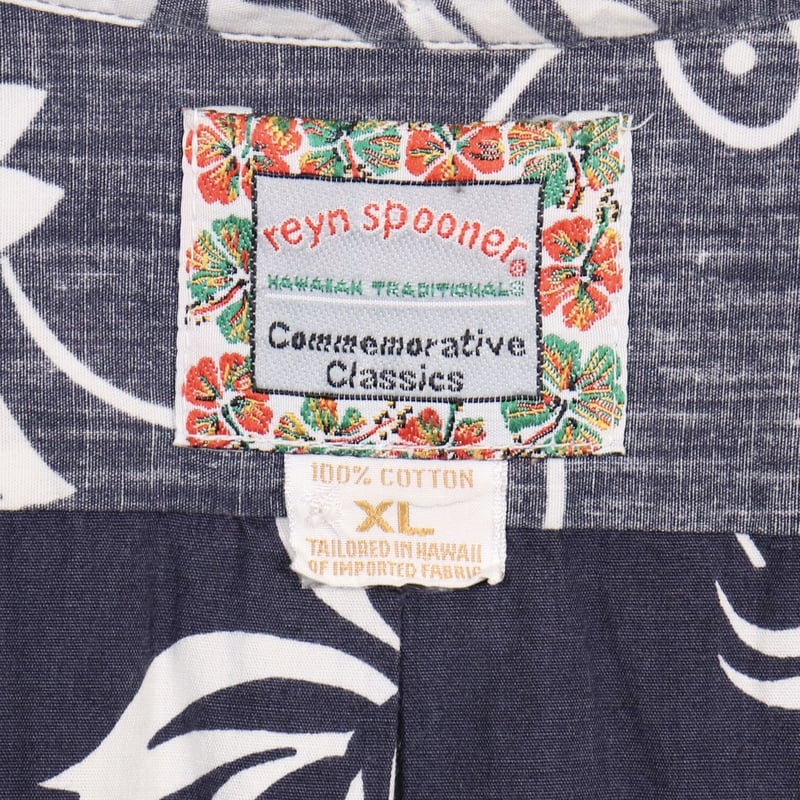 reyn spooner®
HAWAIIAN TRADITIONALS
Commemorative
Classics
100% COTTON
XL
TAILORED IN HAWAII
OF IMPORTED FABRIC